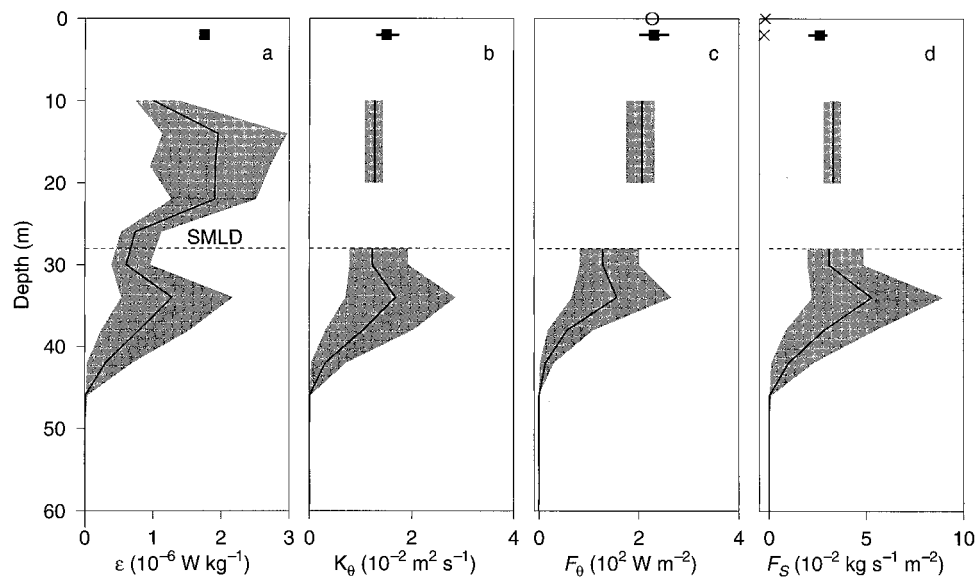 a b c d
0
10
20
30
40
50
60
Depth (m)
SMLD
0 1 2 3
0 2 4
0 2 4
0 5 10
ε (10⁻⁶ W kg⁻¹)
K_θ (10⁻² m² s⁻¹)
F_θ (10² W m⁻²)
F_S (10⁻² kg s⁻¹ m⁻²)